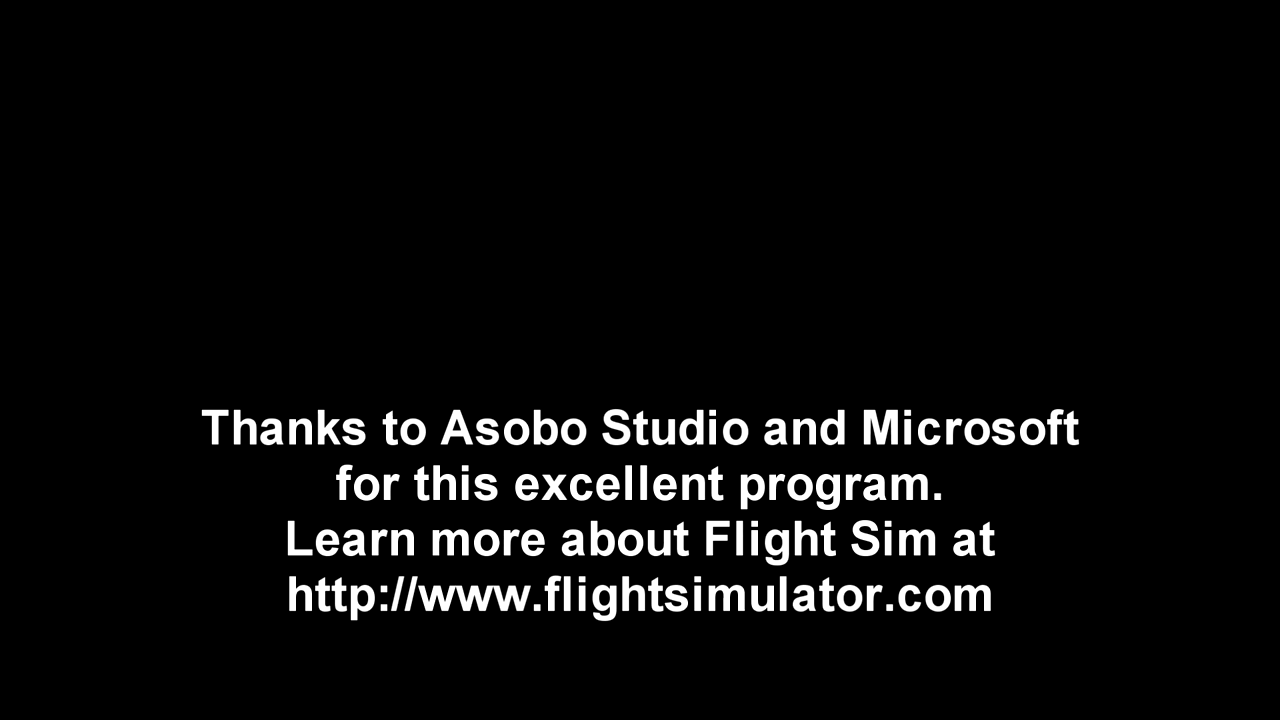 Thanks to Asobo Studio and Microsoft
for this excellent program.
Learn more about Flight Sim at
http://www.flightsimulator.com